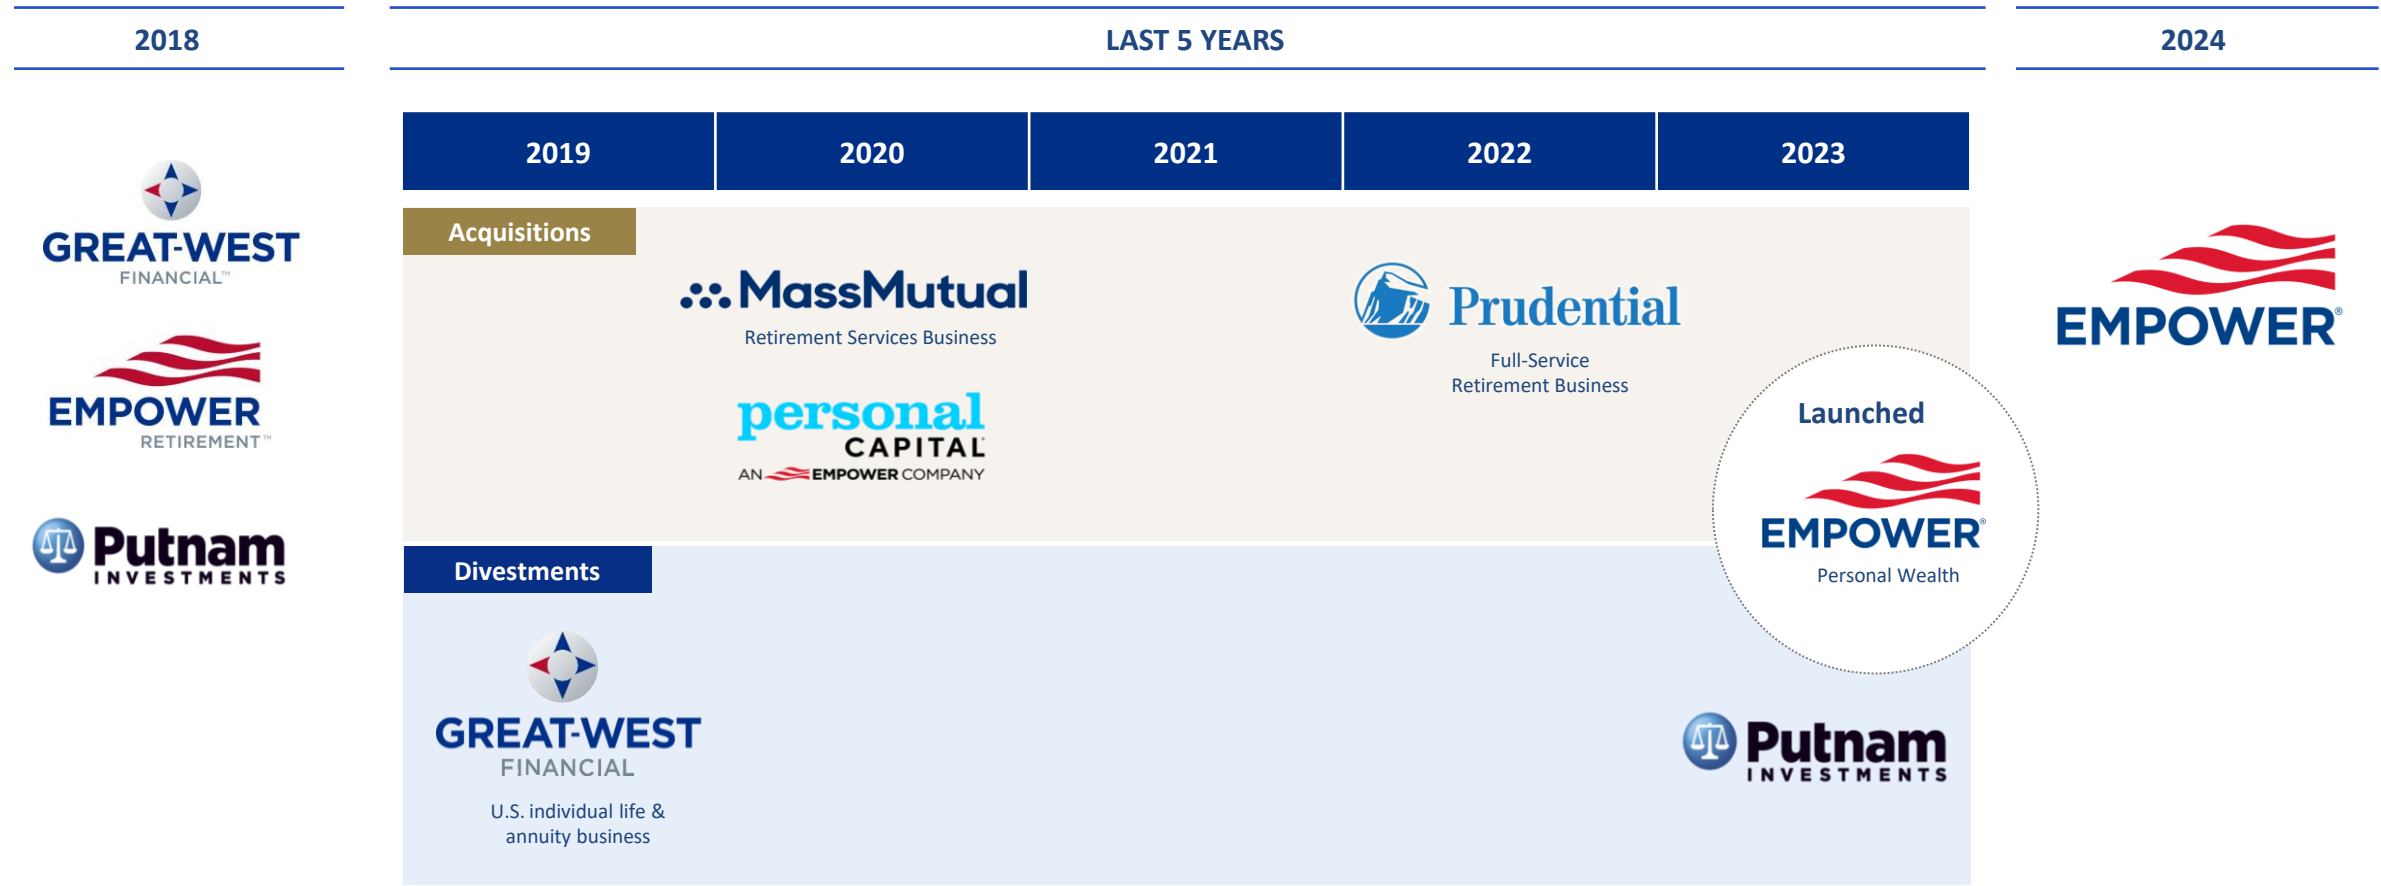 2018
LAST 5 YEARS
2024
2019
2020
2021
2022
2023
GREAT-WEST
FINANCIAL™
EMPOWER
RETIREMENT™
Putnam
INVESTMENTS
Acquisitions
MassMutual
Retirement Services Business
personal
CAPITAL®
AN EMPOWER COMPANY
Prudential
Full-Service
Retirement Business
Launched
EMPOWER®
Personal Wealth
Divestments
GREAT-WEST
FINANCIAL
U.S. individual life &
annuity business
Putnam
INVESTMENTS
EMPOWER®